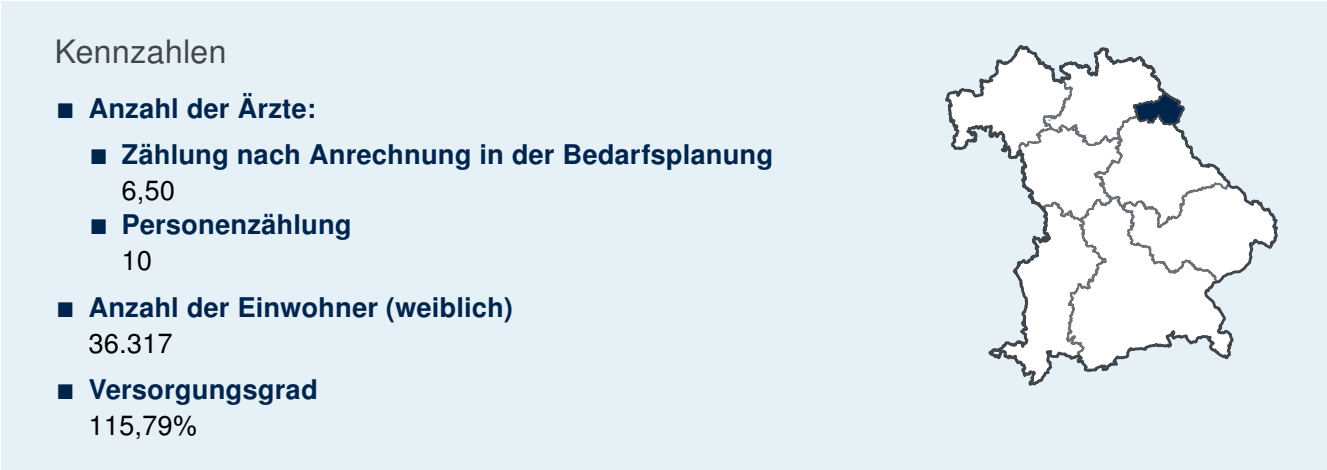 Kennzahlen
■ Anzahl der Ärzte:
■ Zählung nach Anrechnung in der Bedarfsplanung
6,50
■ Personenzählung
10
■ Anzahl der Einwohner (weiblich)
36.317
■ Versorgungsgrad
115,79%